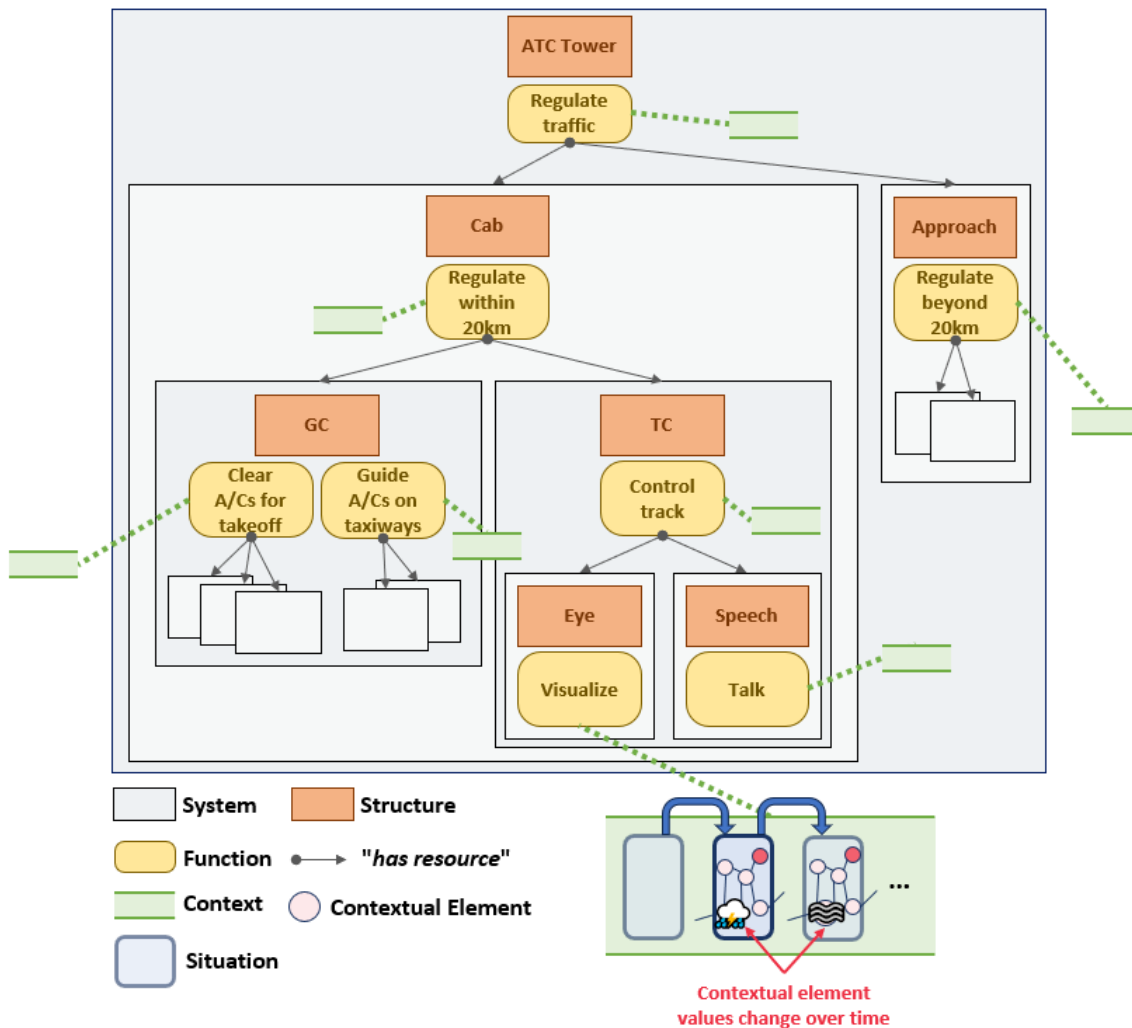 ATC Tower
Regulate
traffic
Cab
Approach
Regulate
within
20km
Regulate
beyond
20km
GC
TC
Clear
A/Cs for
takeoff
Guide
A/Cs on
taxiways
Control
track
Eye
Speech
Visualize
Talk
System
Structure
Function
"has resource"
Context
Contextual Element
Situation
...
Contextual element
values change over time